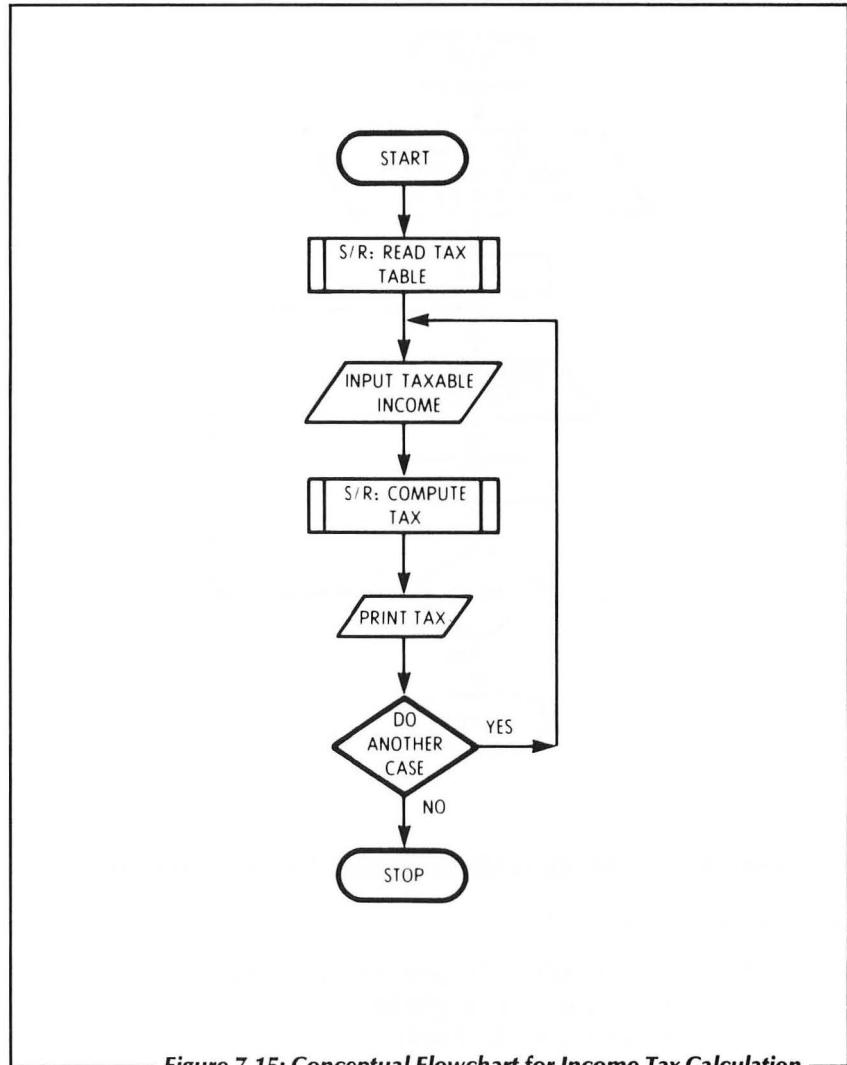 START
S/R: READ TAX
TABLE
INPUT TAXABLE
INCOME
S/R: COMPUTE
TAX
PRINT TAX
DO
ANOTHER
CASE
YES
NO
STOP
Figure 7.15: Conceptual Flowchart for Income Tax Calculation